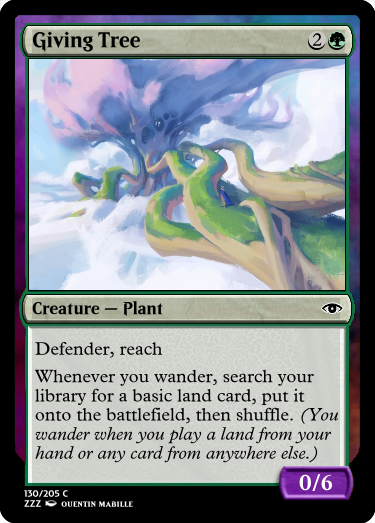 Giving Tree 2
Creature — Plant
Defender, reach
Whenever you wander, search your
library for a basic land card, put it
onto the battlefield, then shuffle. (You
wander when you play a land from your
hand or any card from anywhere else.)
0/6
130/205 C
ZZZ QUENTIN MABILLE